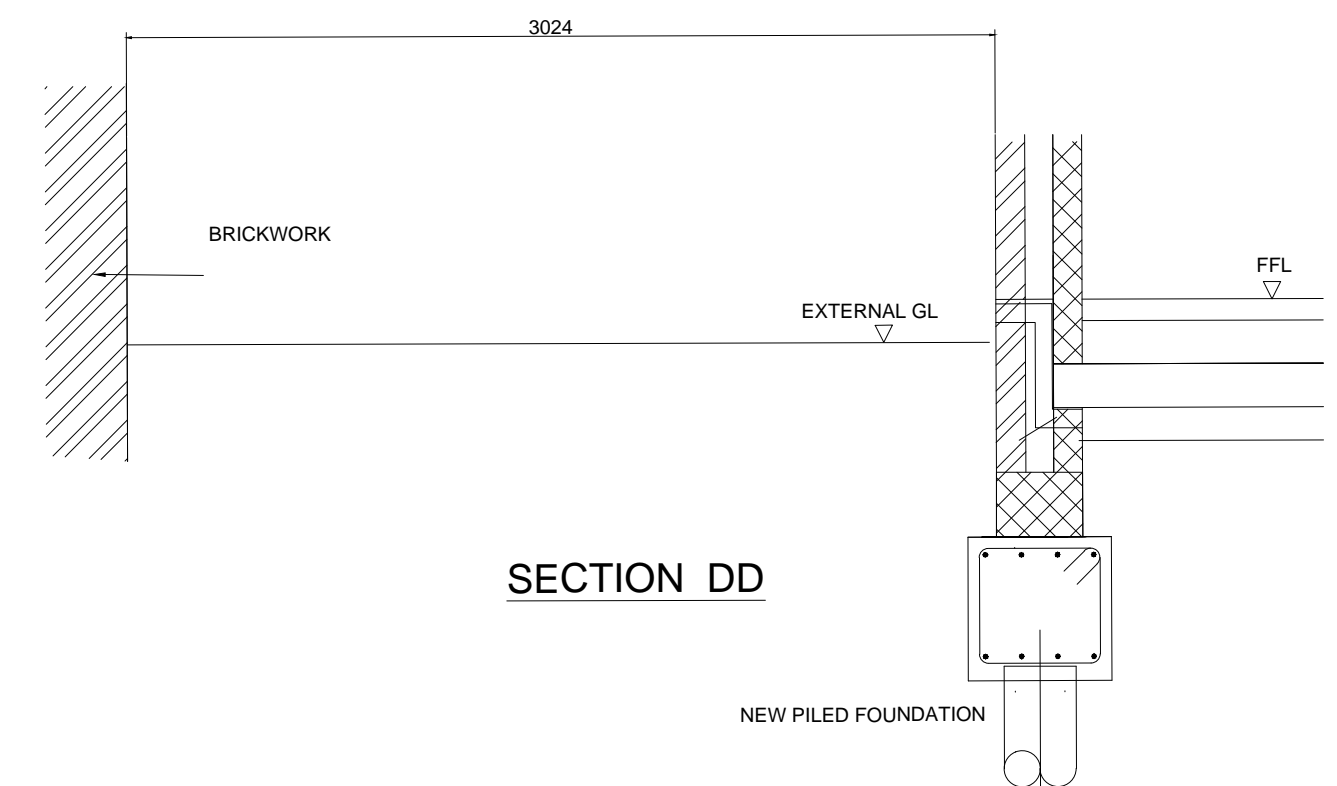 3024
BRICKWORK
FFL
EXTERNAL GL
SECTION DD
NEW PILED FOUNDATION